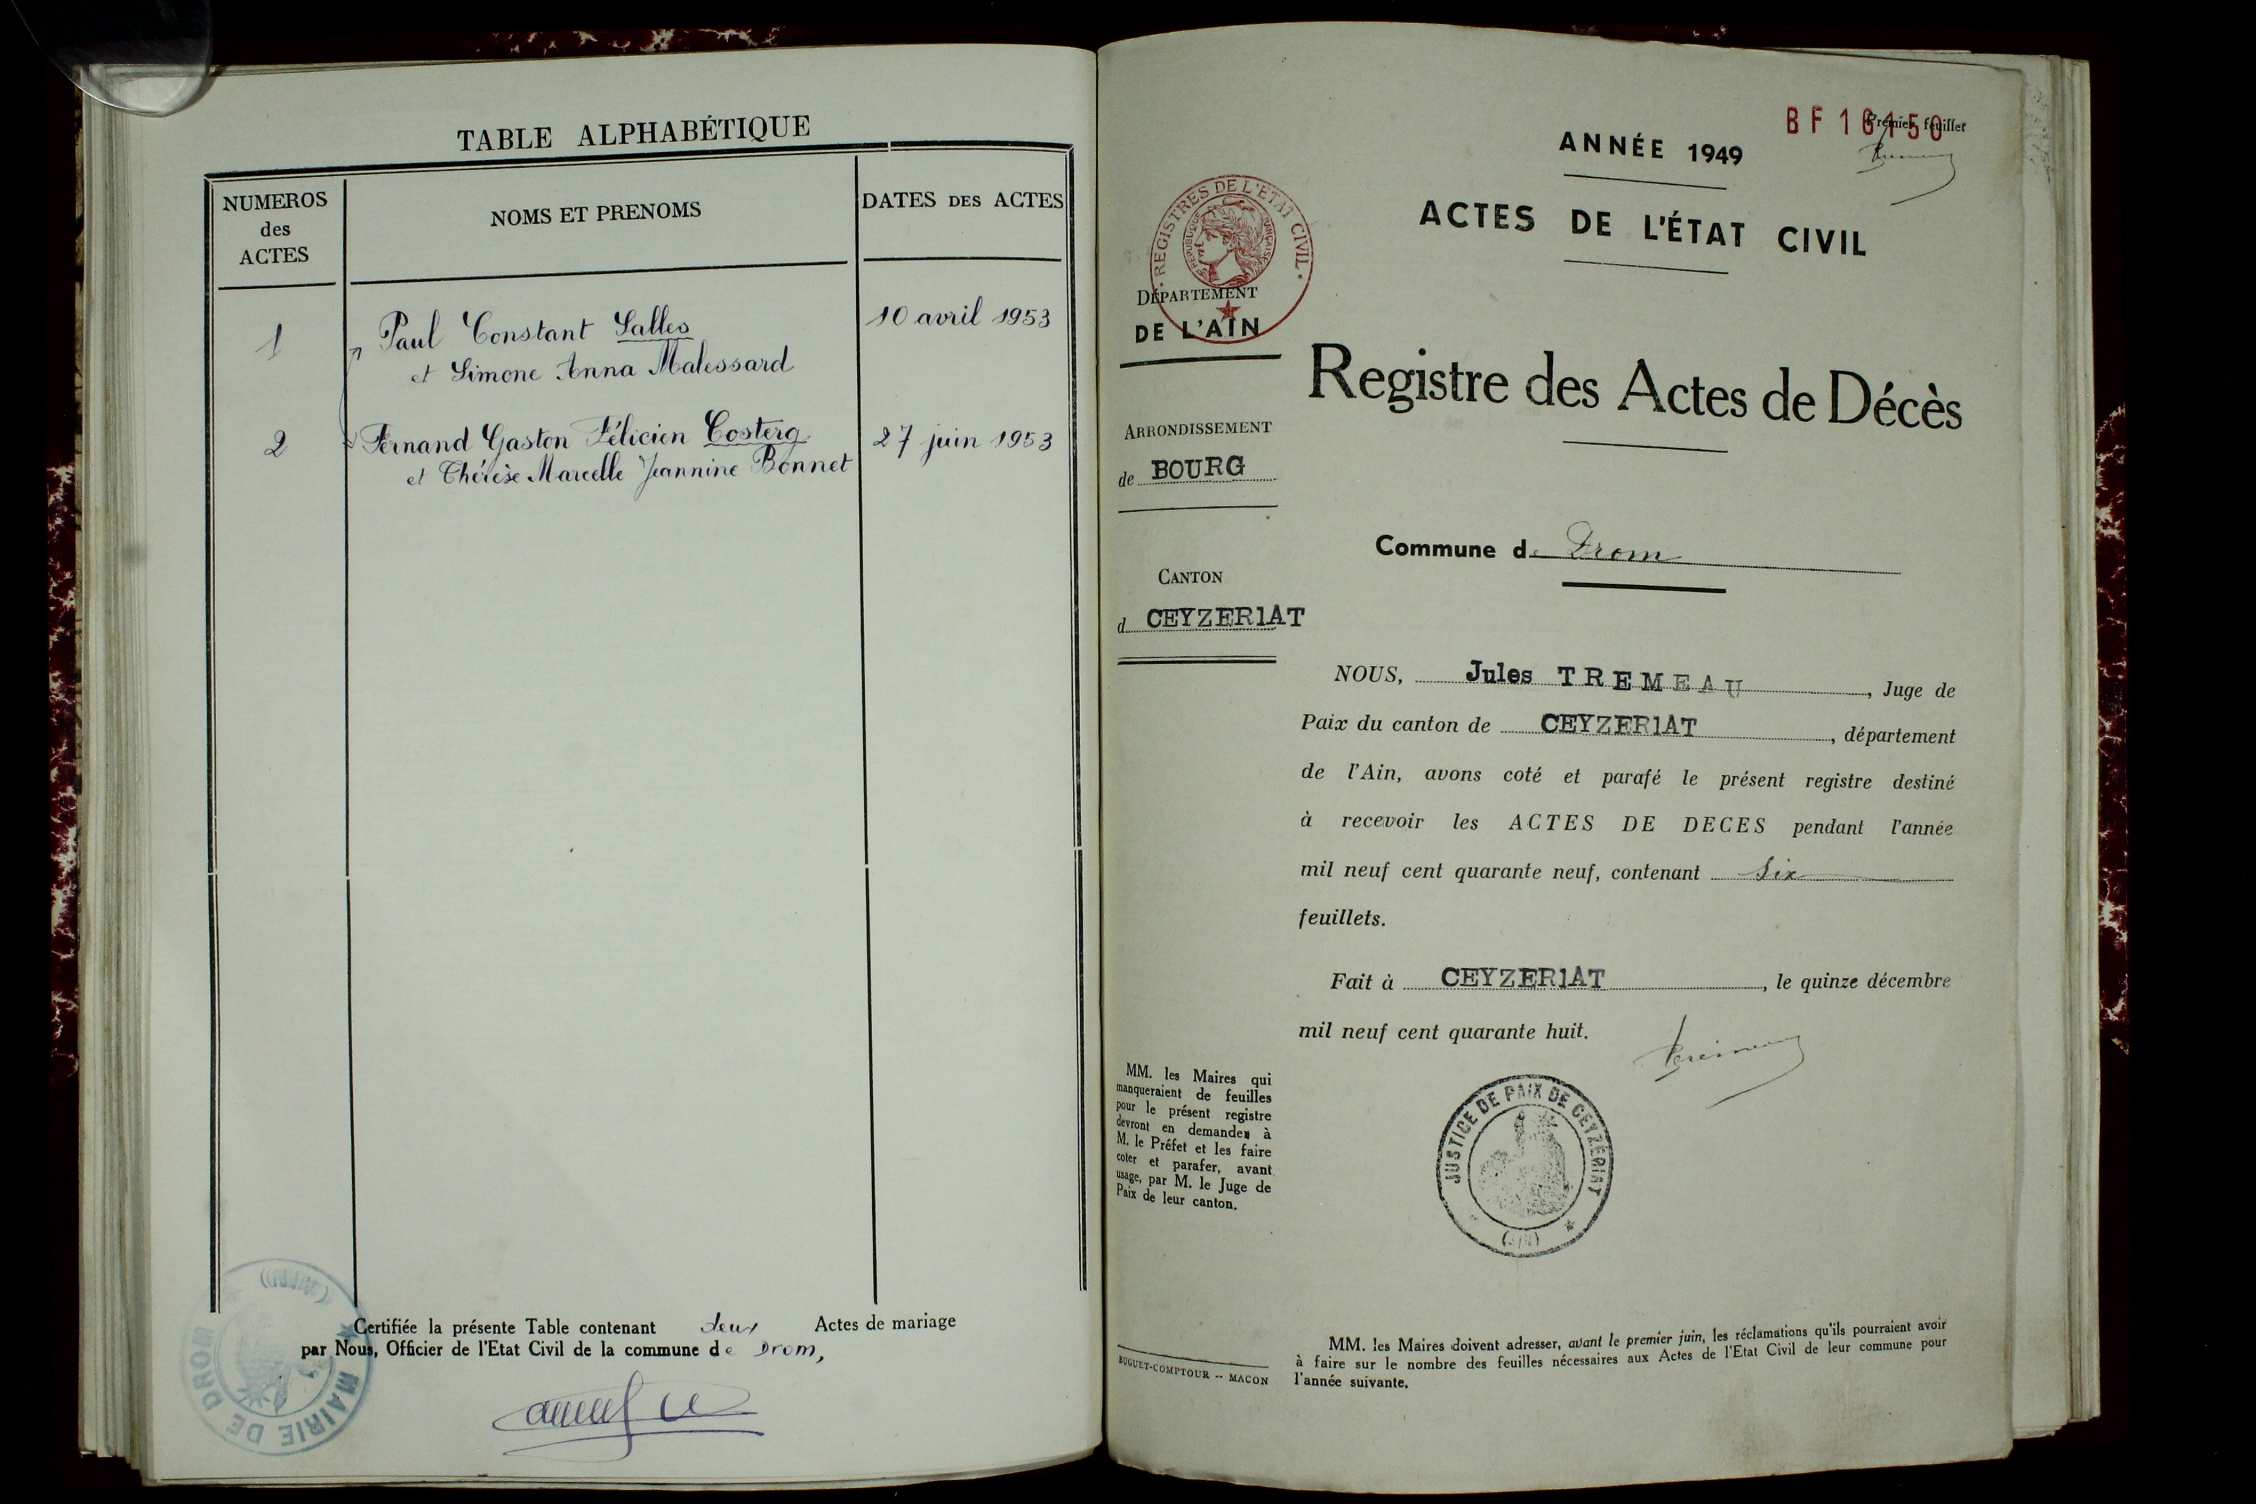 TABLE ALPHABÉTIQUE
NUMEROS
des
ACTES
NOMS ET PRENOMS
DATES DES ACTES
1
Paul Constant Salles
et Simone Anna Malessard
10 avril 1953
2
Fernand Gaston Félicien Costerg
et Thérèse Marcelle Jeannine Bonnet
27 juin 1953
Certifiée la présente Table contenant deux Actes de mariage
par Nous, Officier de l'Etat Civil de la commune de Drom,
MAIRIE DE DROM
(AIN)
BF 16150
Premier feuillet
ANNÉE 1949
ACTES DE L'ÉTAT CIVIL
REGISTRES DE L'ETAT CIVIL
REPUBLIQUE FRANÇAISE
DÉPARTEMENT
DE L'AIN
Registre des Actes de Décès
ARRONDISSEMENT
de BOURG
Commune de Drom
CANTON
d CEYZER1AT
NOUS, Jules TREMEAU, Juge de
Paix du canton de CEYZER1AT, département
de l'Ain, avons coté et parafé le présent registre destiné
à recevoir les ACTES DE DECES pendant l'année
mil neuf cent quarante neuf, contenant Six
feuillets.
Fait à CEYZER1AT, le quinze décembre
mil neuf cent quarante huit.
MM. les Maires qui
manqueraient de feuilles
pour le présent registre
devront en demander à
M. le Préfet et les faire
coter et parafer, avant
usage, par M. le Juge de
Paix de leur canton.
JUSTICE DE PAIX DE CEYZÉRIAT
(AIN)
MM. les Maires doivent adresser, avant le premier juin, les réclamations qu'ils pourraient avoir
à faire sur le nombre des feuilles nécessaires aux Actes de l'Etat Civil de leur commune pour
l'année suivante.
BUGUET-COMPTOUR -- MACON